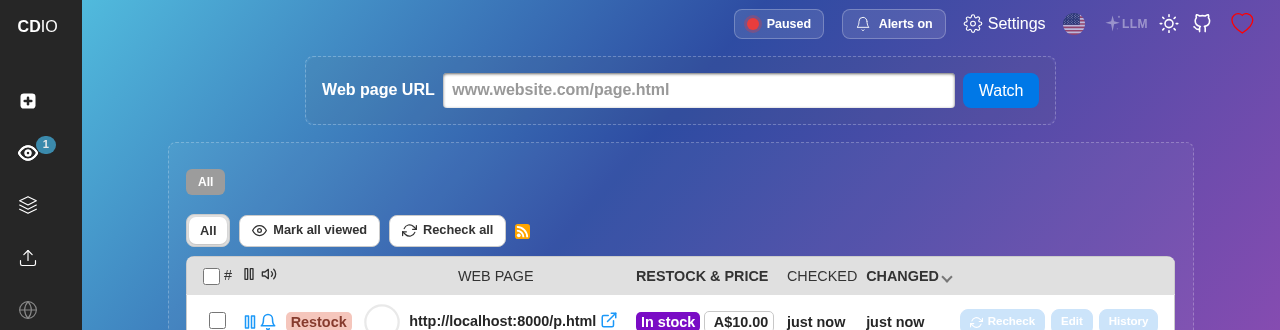 CDIO
Paused
Alerts on
Settings
LLM
Web page URL
www.website.com/page.html
Watch
1
All
All
Mark all viewed
Recheck all
# WEB PAGE RESTOCK & PRICE CHECKED CHANGED
Restock http://localhost:8000/p.html In stock A$10.00 just now just now Recheck Edit History